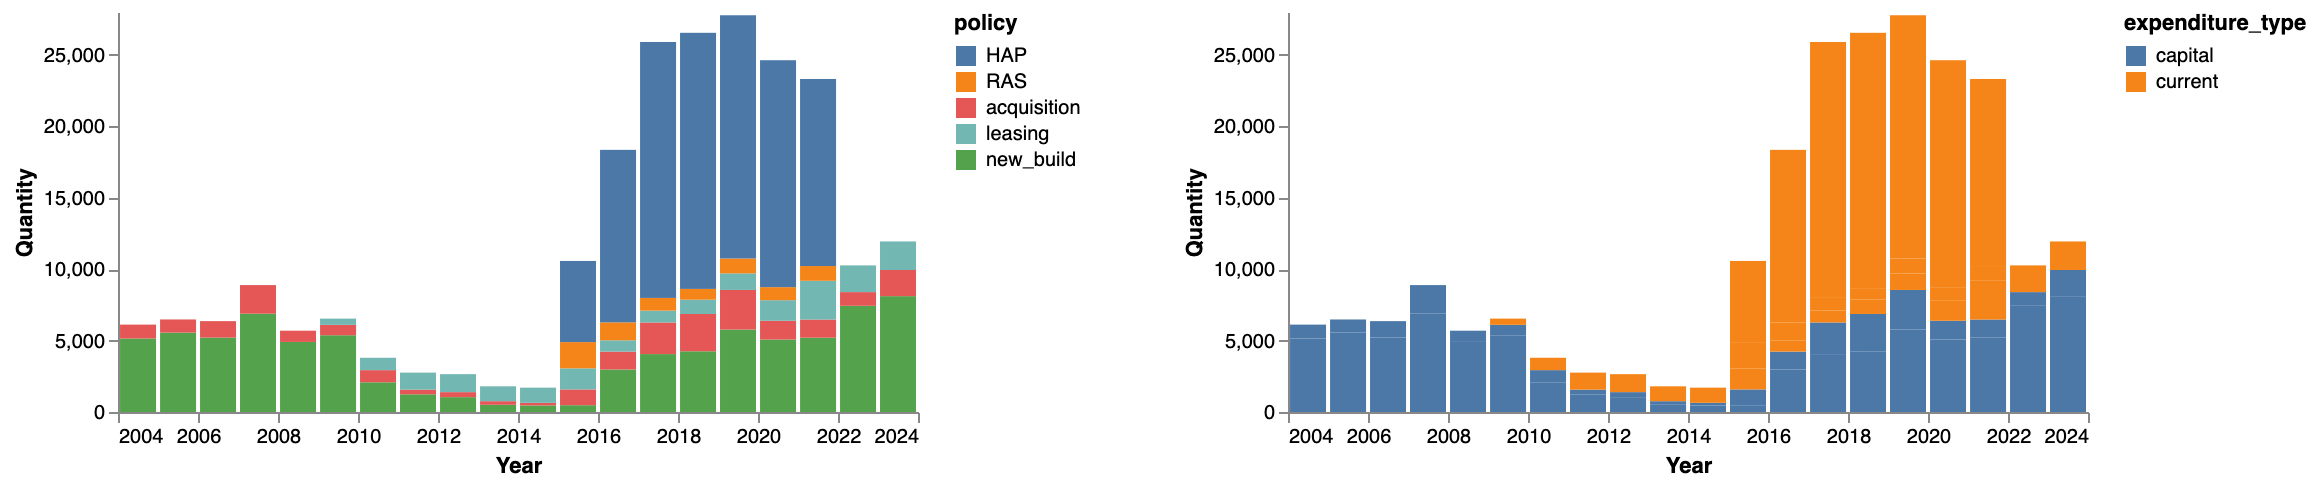 policy
HAP
RAS
acquisition
leasing
new_build
25,000
20,000
15,000
10,000
5,000
0
Quantity
2004 2006 2008 2010 2012 2014 2016 2018 2020 2022 2024
Year
expenditure_type
capital
current
25,000
20,000
15,000
10,000
5,000
0
Quantity
2004 2006 2008 2010 2012 2014 2016 2018 2020 2022 2024
Year